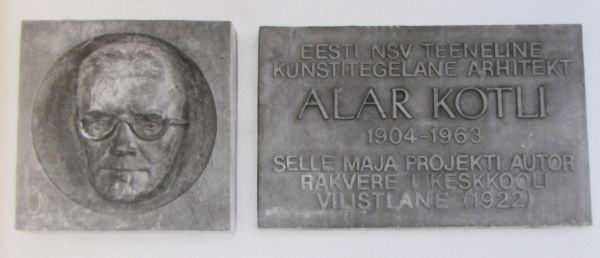 EESTI NSV TEENELINE
KUNSTITEGELANE ARHITEKT
ALAR KOTLI
1904-1963
SELLE MAJA PROJEKTI AUTOR
RAKVERE I KESKKOOLI
VILISTLANE (1922)